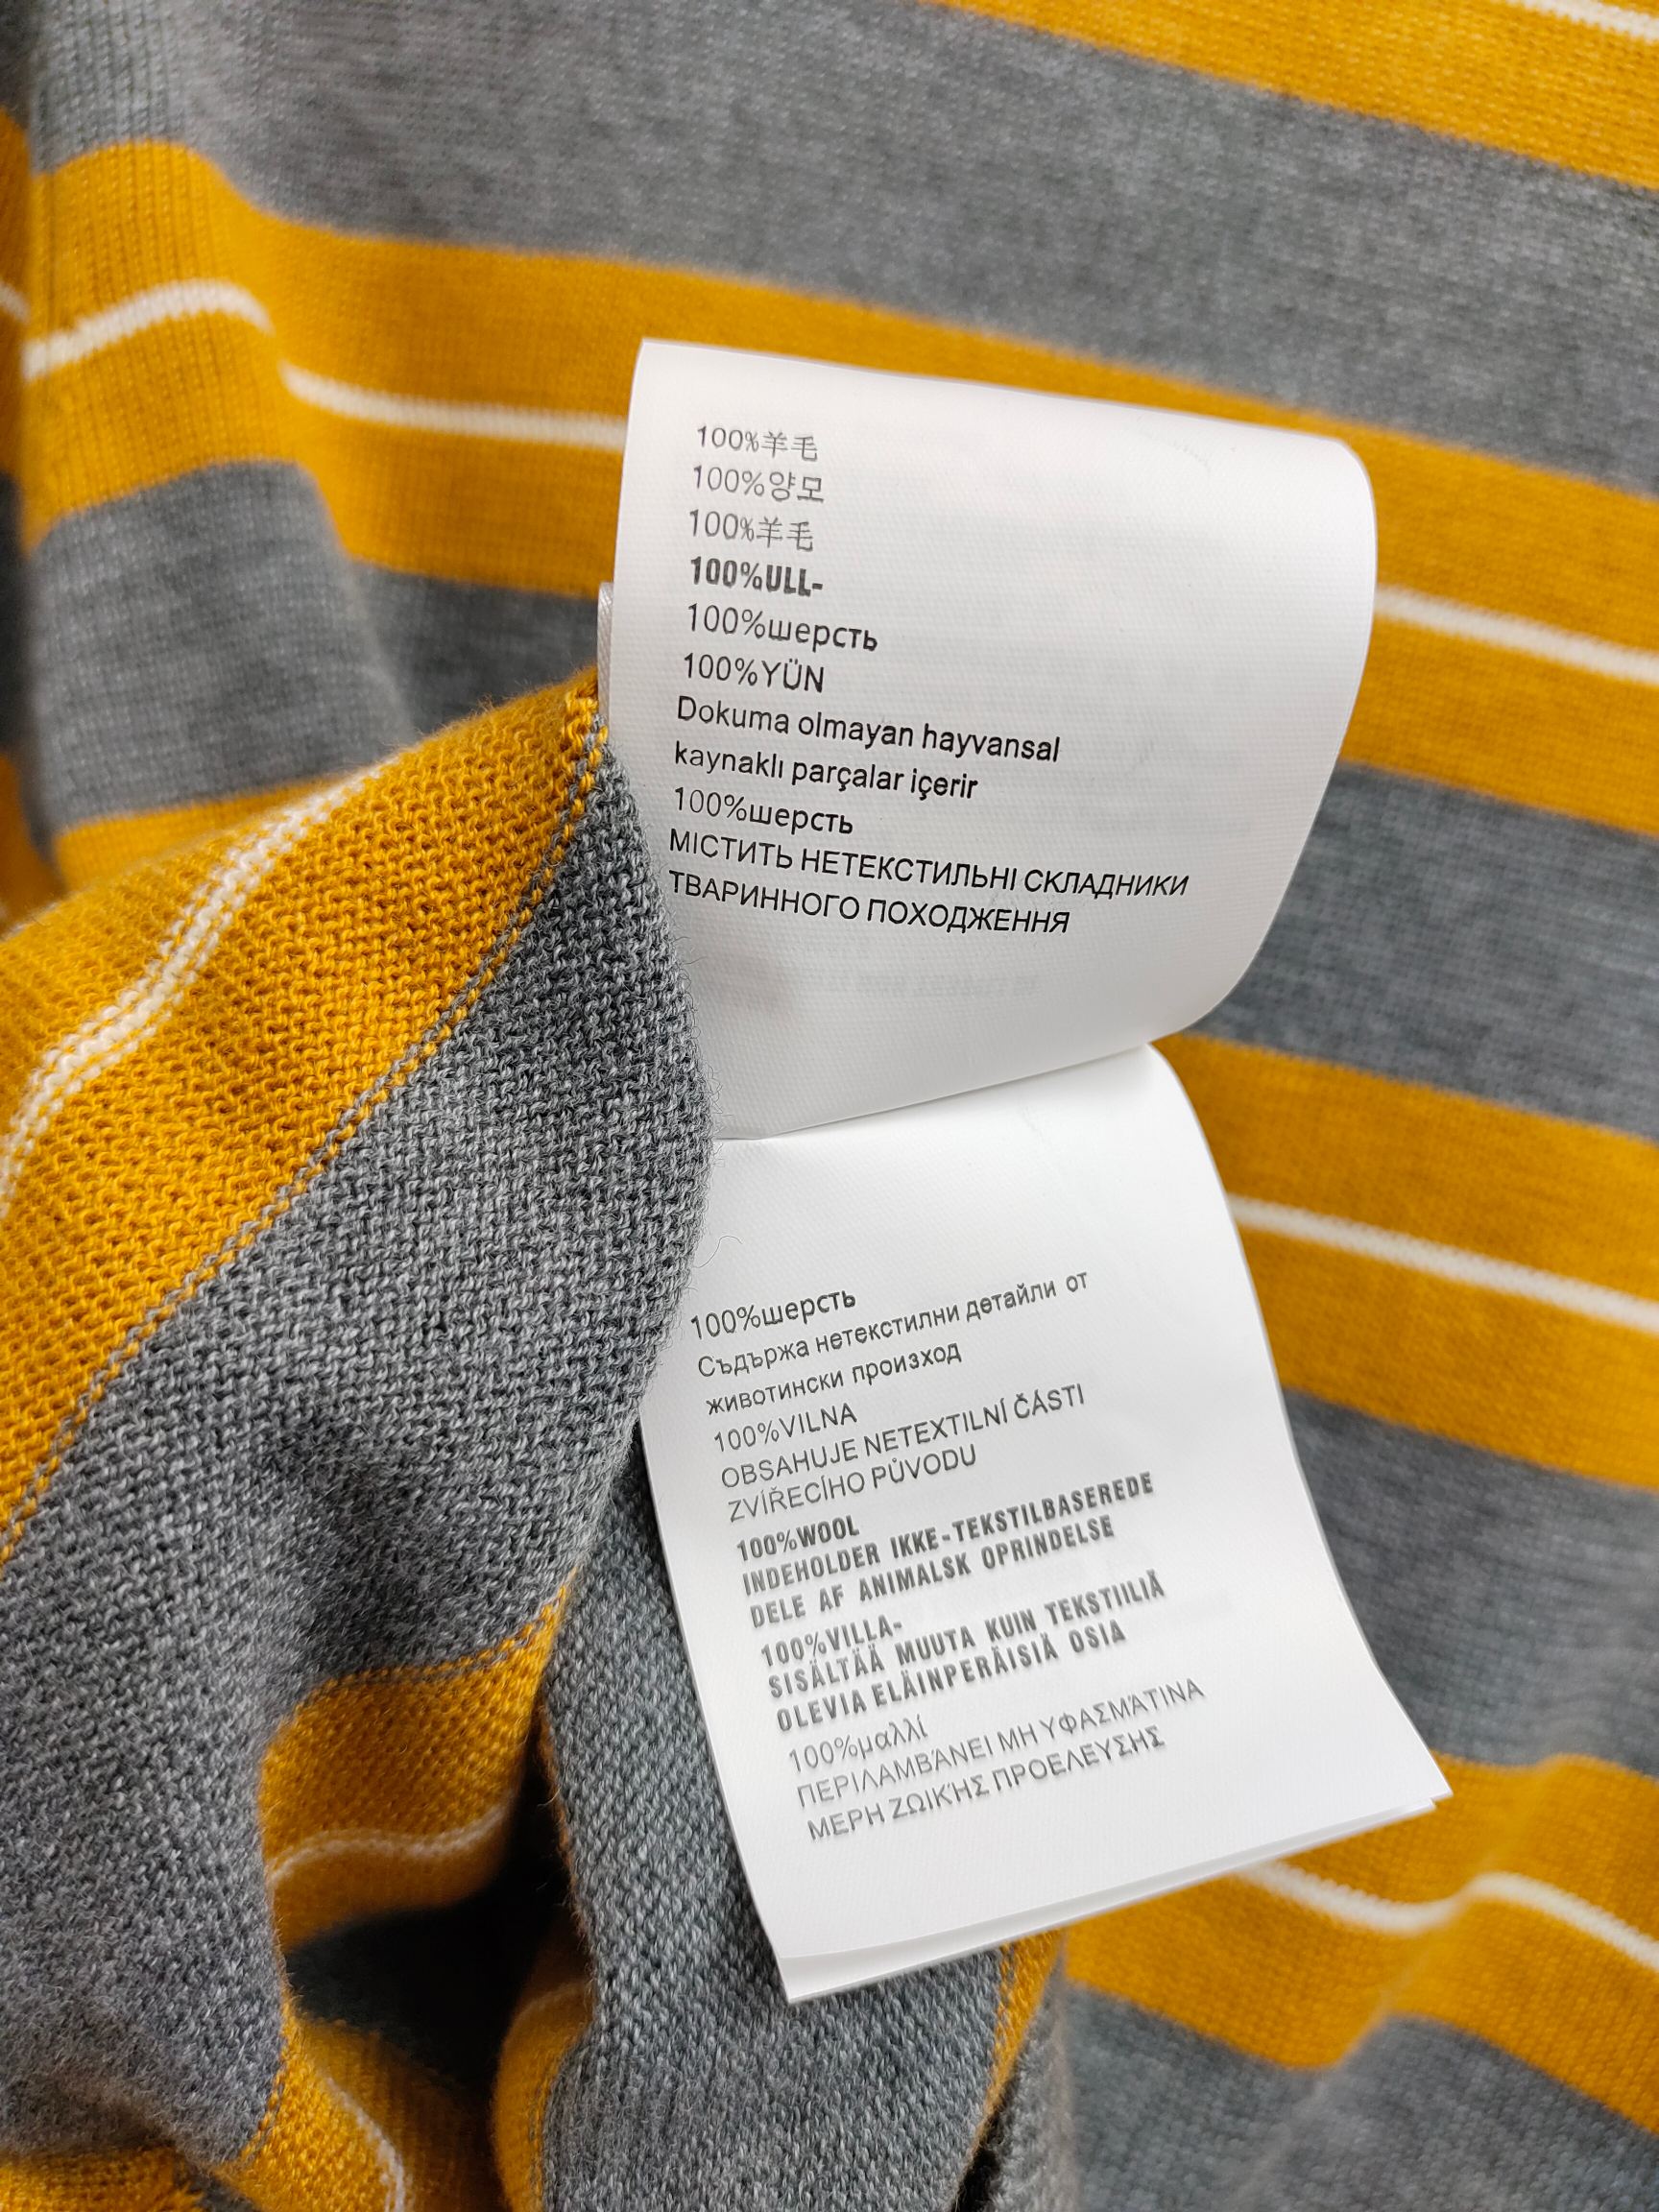 100%羊毛
100%양모
100%羊毛
100%ULL-
100%шерсть
100%YÜN
Dokuma olmayan hayvansal
kaynaklı parçalar içerir
100%шерсть
МІСТИТЬ НЕТЕКСТИЛЬНІ СКЛАДНИКИ
ТВАРИННОГО ПОХОДЖЕННЯ
100%шерсть
Съдържа нетекстилни детайли от
животински произход
100%VILNA
OBSAHUJE NETEXTILNÍ ČÁSTI
ZVÍŘECÍHO PŮVODU
100%WOOL
INDEHOLDER IKKE-TEKSTILBASEREDE
DELE AF ANIMALSK OPRINDELSE
100%VILLA-
SISÄLTÄÄ MUUTA KUIN TEKSTIILIÄ
OLEVIA ELÄINPERÄISIÄ OSIA
100%μαλλί
ΠΕΡΙΛΑΜΒΆΝΕΙ ΜΗ ΥΦΑΣΜΆΤΙΝΑ
ΜΕΡΗ ΖΩΙΚΉΣ ΠΡΟΕΛΕΥΣΗΣ